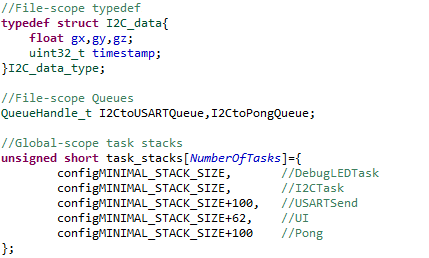 //File-scope typedef
typedef struct I2C_data{
    float gx,gy,gz;
    uint32_t timestamp;
}I2C_data_type;

//File-scope Queues
QueueHandle_t I2CtoUSARTQueue,I2CtoPongQueue;

//Global-scope task stacks
unsigned short task_stacks[NumberOfTasks]={
        configMINIMAL_STACK_SIZE,       //DebugLEDTask
        configMINIMAL_STACK_SIZE,       //I2CTask
        configMINIMAL_STACK_SIZE+100,   //USARTSend
        configMINIMAL_STACK_SIZE+62,    //UI
        configMINIMAL_STACK_SIZE+100    //Pong
};